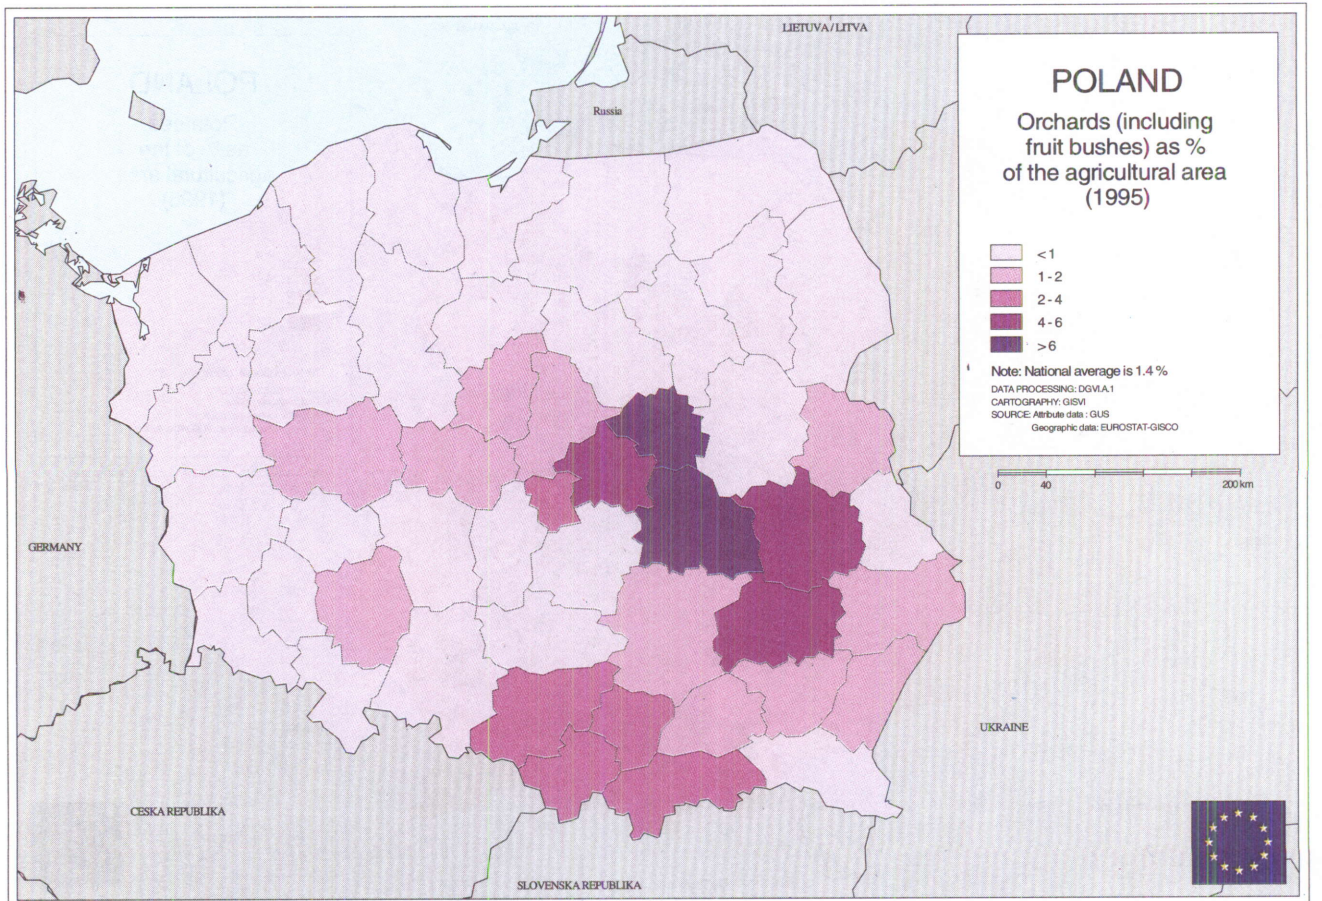 LIETUVA / LITVA
Russia
POLAND
Orchards (including
fruit bushes) as %
of the agricultural area
(1995)
<1
1 - 2
2 - 4
4 - 6
>6
Note: National average is 1.4 %
DATA PROCESSING: DGVI.A.1
CARTOGRAPHY: GISVI
SOURCE: Attribute data : GUS
Geographic data: EUROSTAT-GISCO
0 40 200 km
GERMANY
UKRAINE
CESKA REPUBLIKA
SLOVENSKA REPUBLIKA